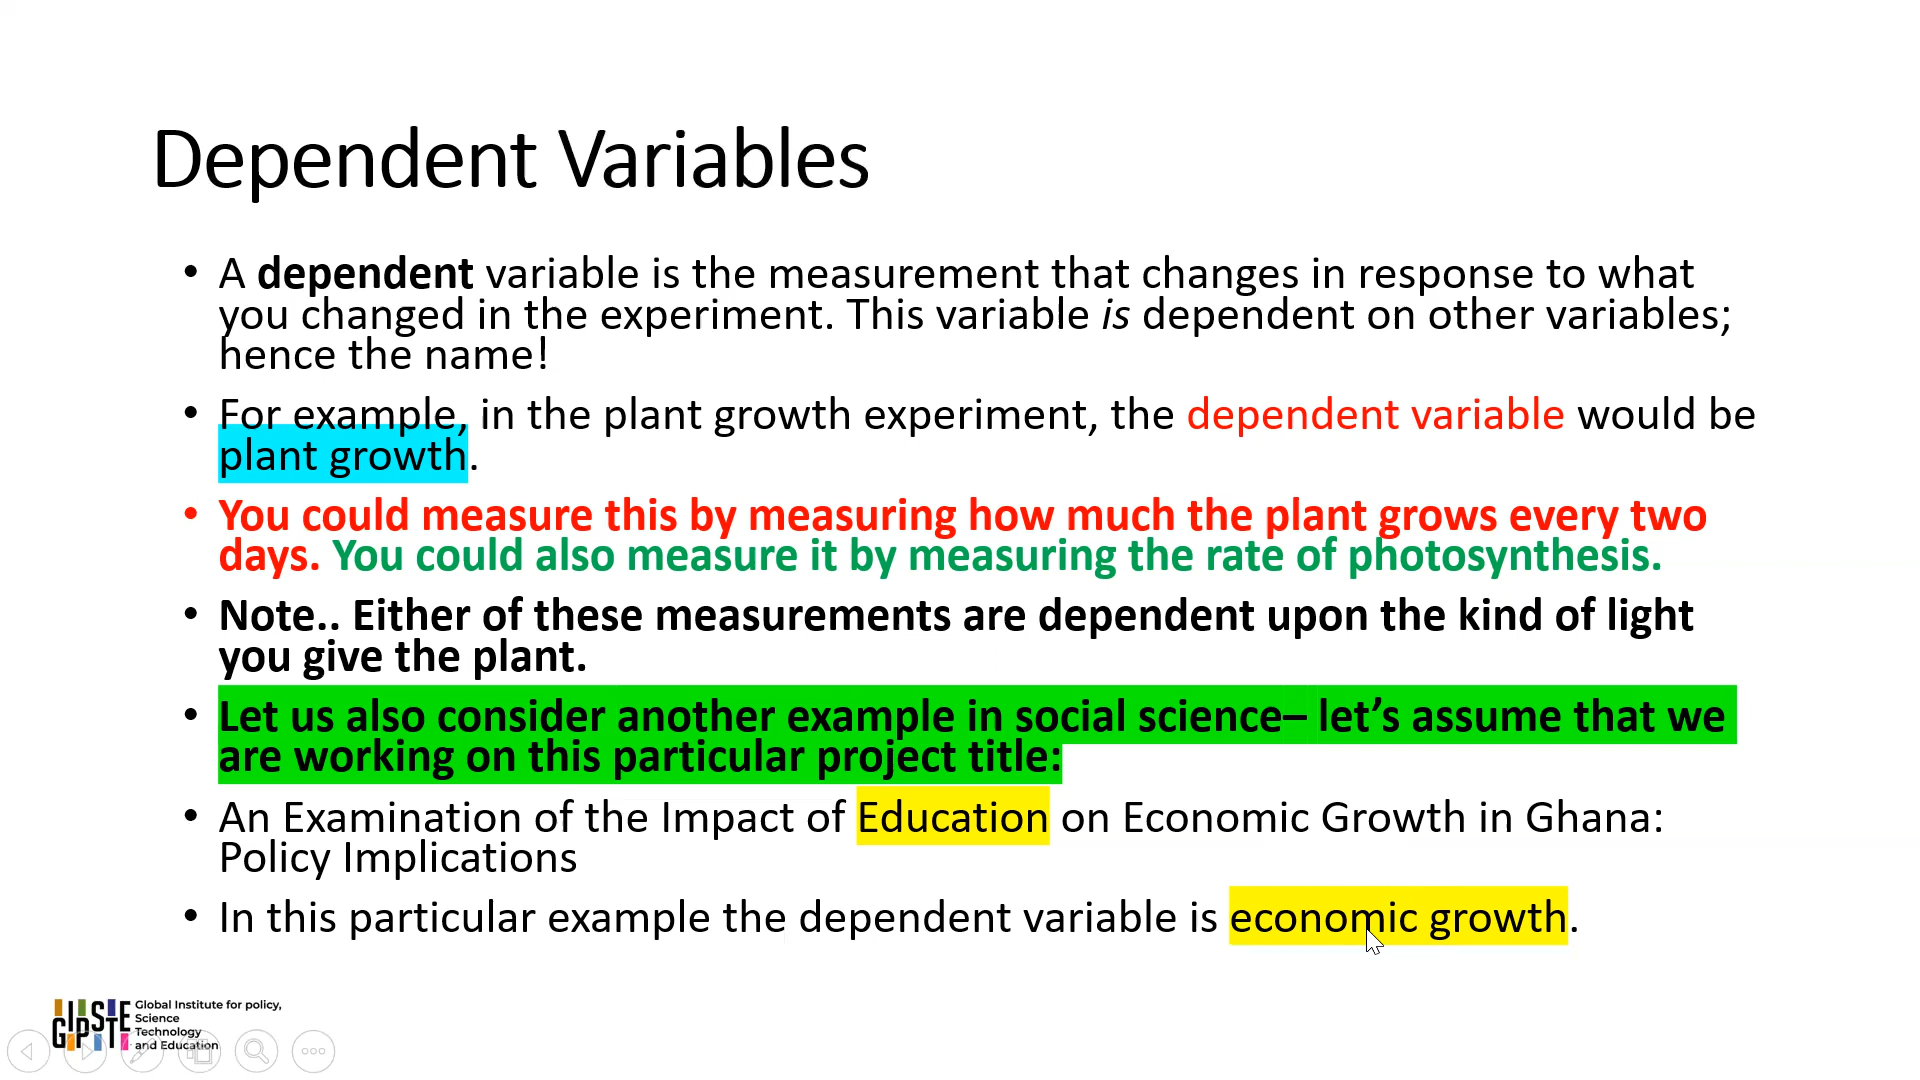 Dependent Variables
• A dependent variable is the measurement that changes in response to what
you changed in the experiment. This variable is dependent on other variables;
hence the name!
• For example, in the plant growth experiment, the dependent variable would be
plant growth.
• You could measure this by measuring how much the plant grows every two
days. You could also measure it by measuring the rate of photosynthesis.
• Note.. Either of these measurements are dependent upon the kind of light
you give the plant.
• Let us also consider another example in social science– let’s assume that we
are working on this particular project title:
• An Examination of the Impact of Education on Economic Growth in Ghana:
Policy Implications
• In this particular example the dependent variable is economic growth.
GIPSTE
Global Institute for policy,
Science
Technology
and Education